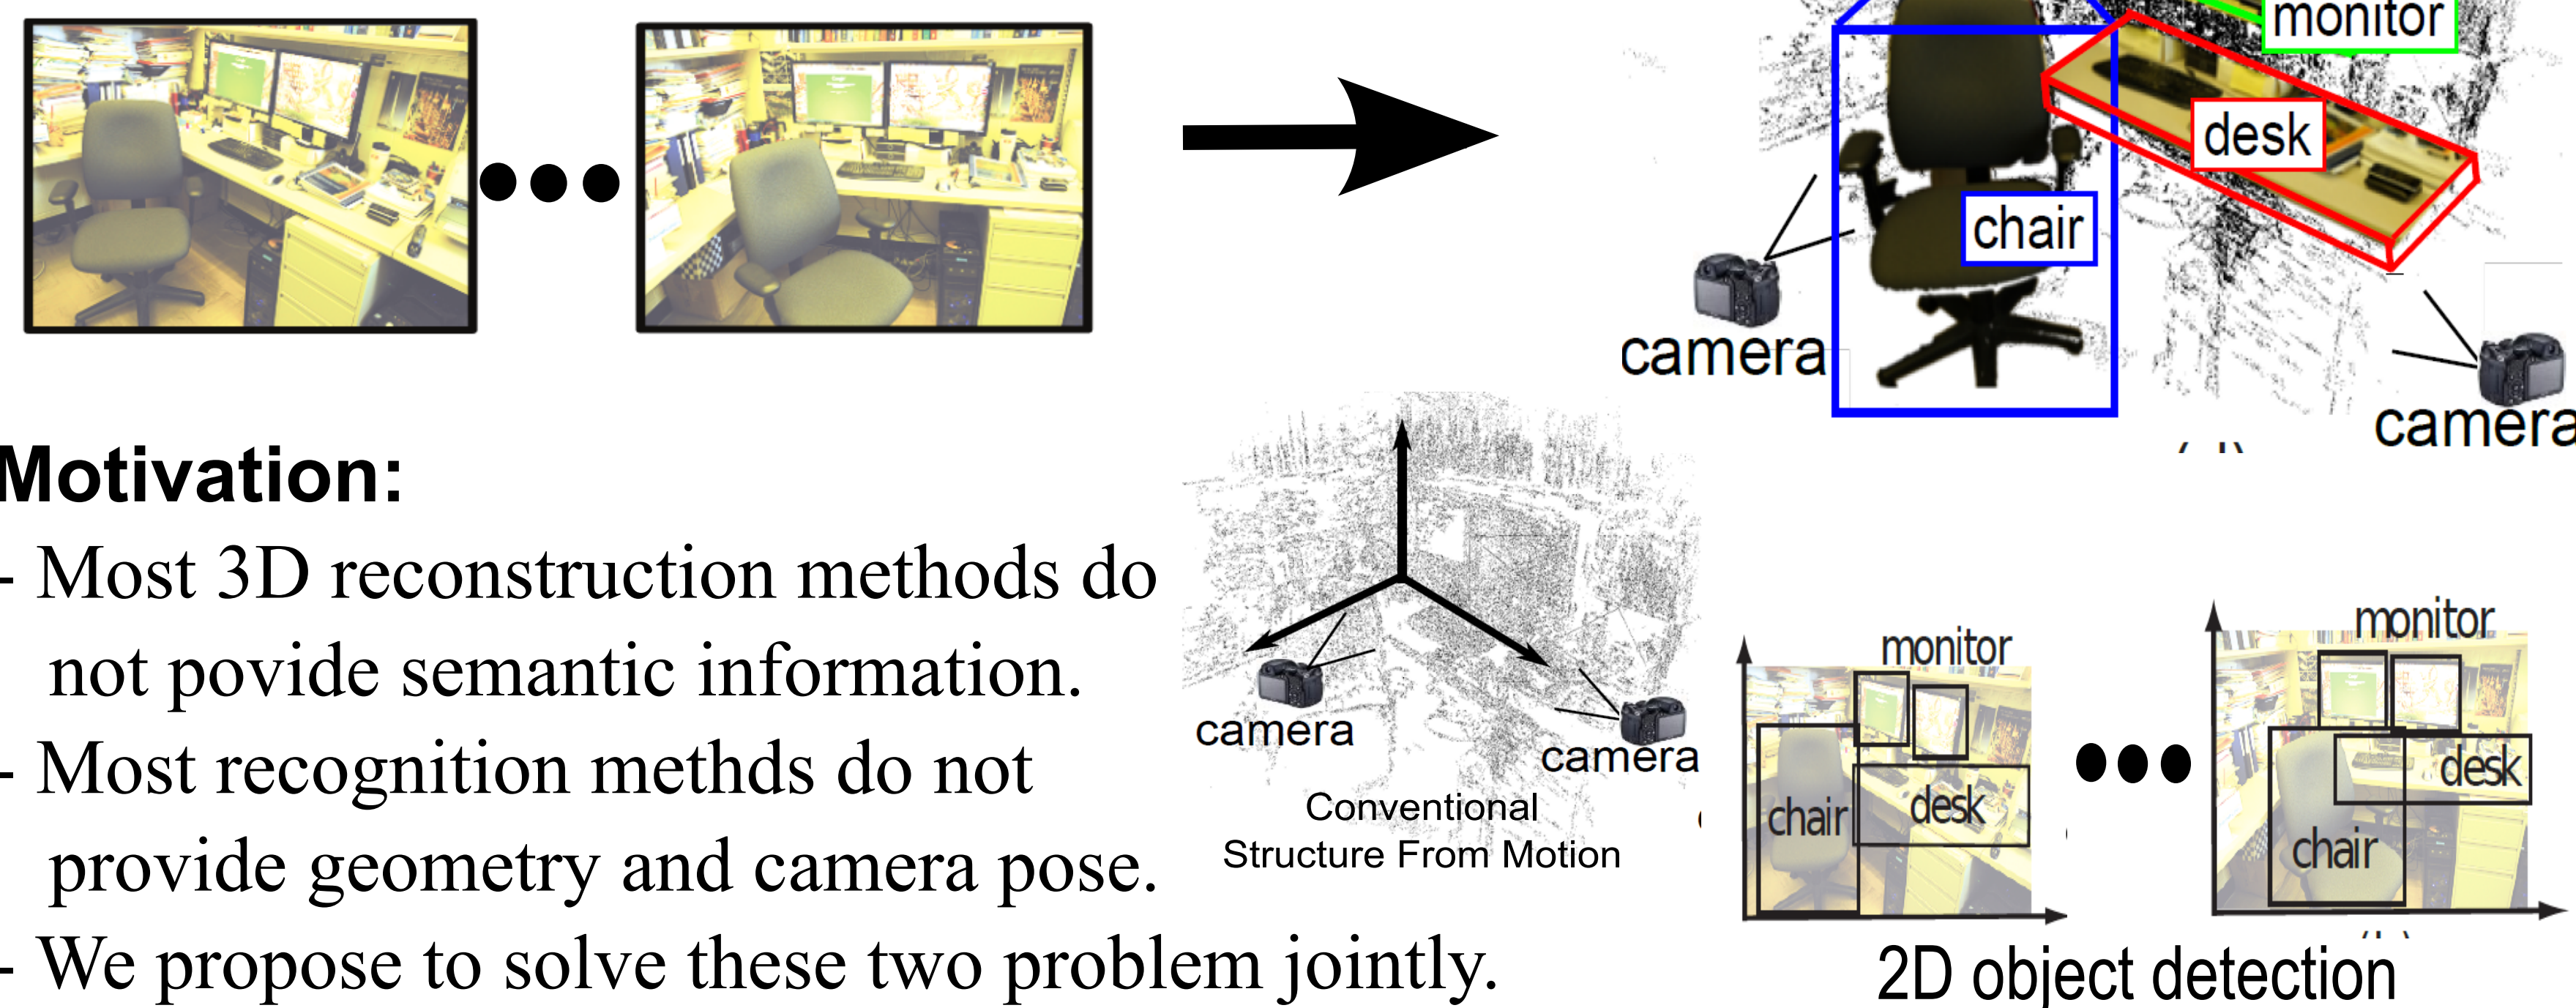 monitor
desk
chair
camera
camera
Motivation:
- Most 3D reconstruction methods do
not povide semantic information.
- Most recognition methds do not
provide geometry and camera pose.
- We propose to solve these two problem jointly.
camera
camera
Conventional
Structure From Motion
monitor
chair
desk
monitor
desk
chair
2D object detection